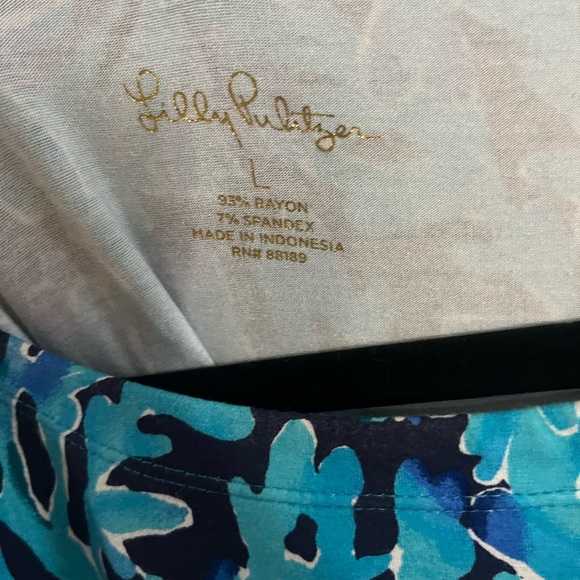 Lilly Pulitzer
L
93% RAYON
7% SPANDEX
MADE IN INDONESIA
RN# 88189